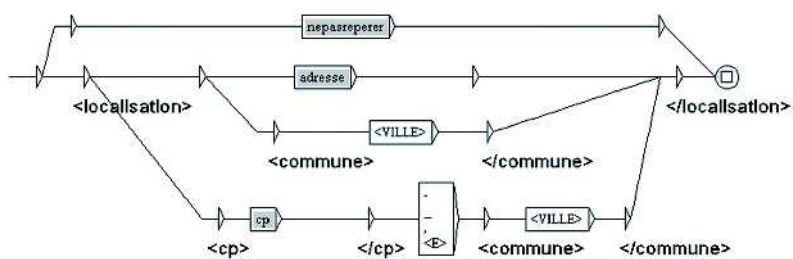 nepasreperer
adresse
<localisation> </localisation>
<VILLE>
<commune> </commune>
-
cp — <VILLE>
,
<E>
<cp> </cp> <commune> </commune>